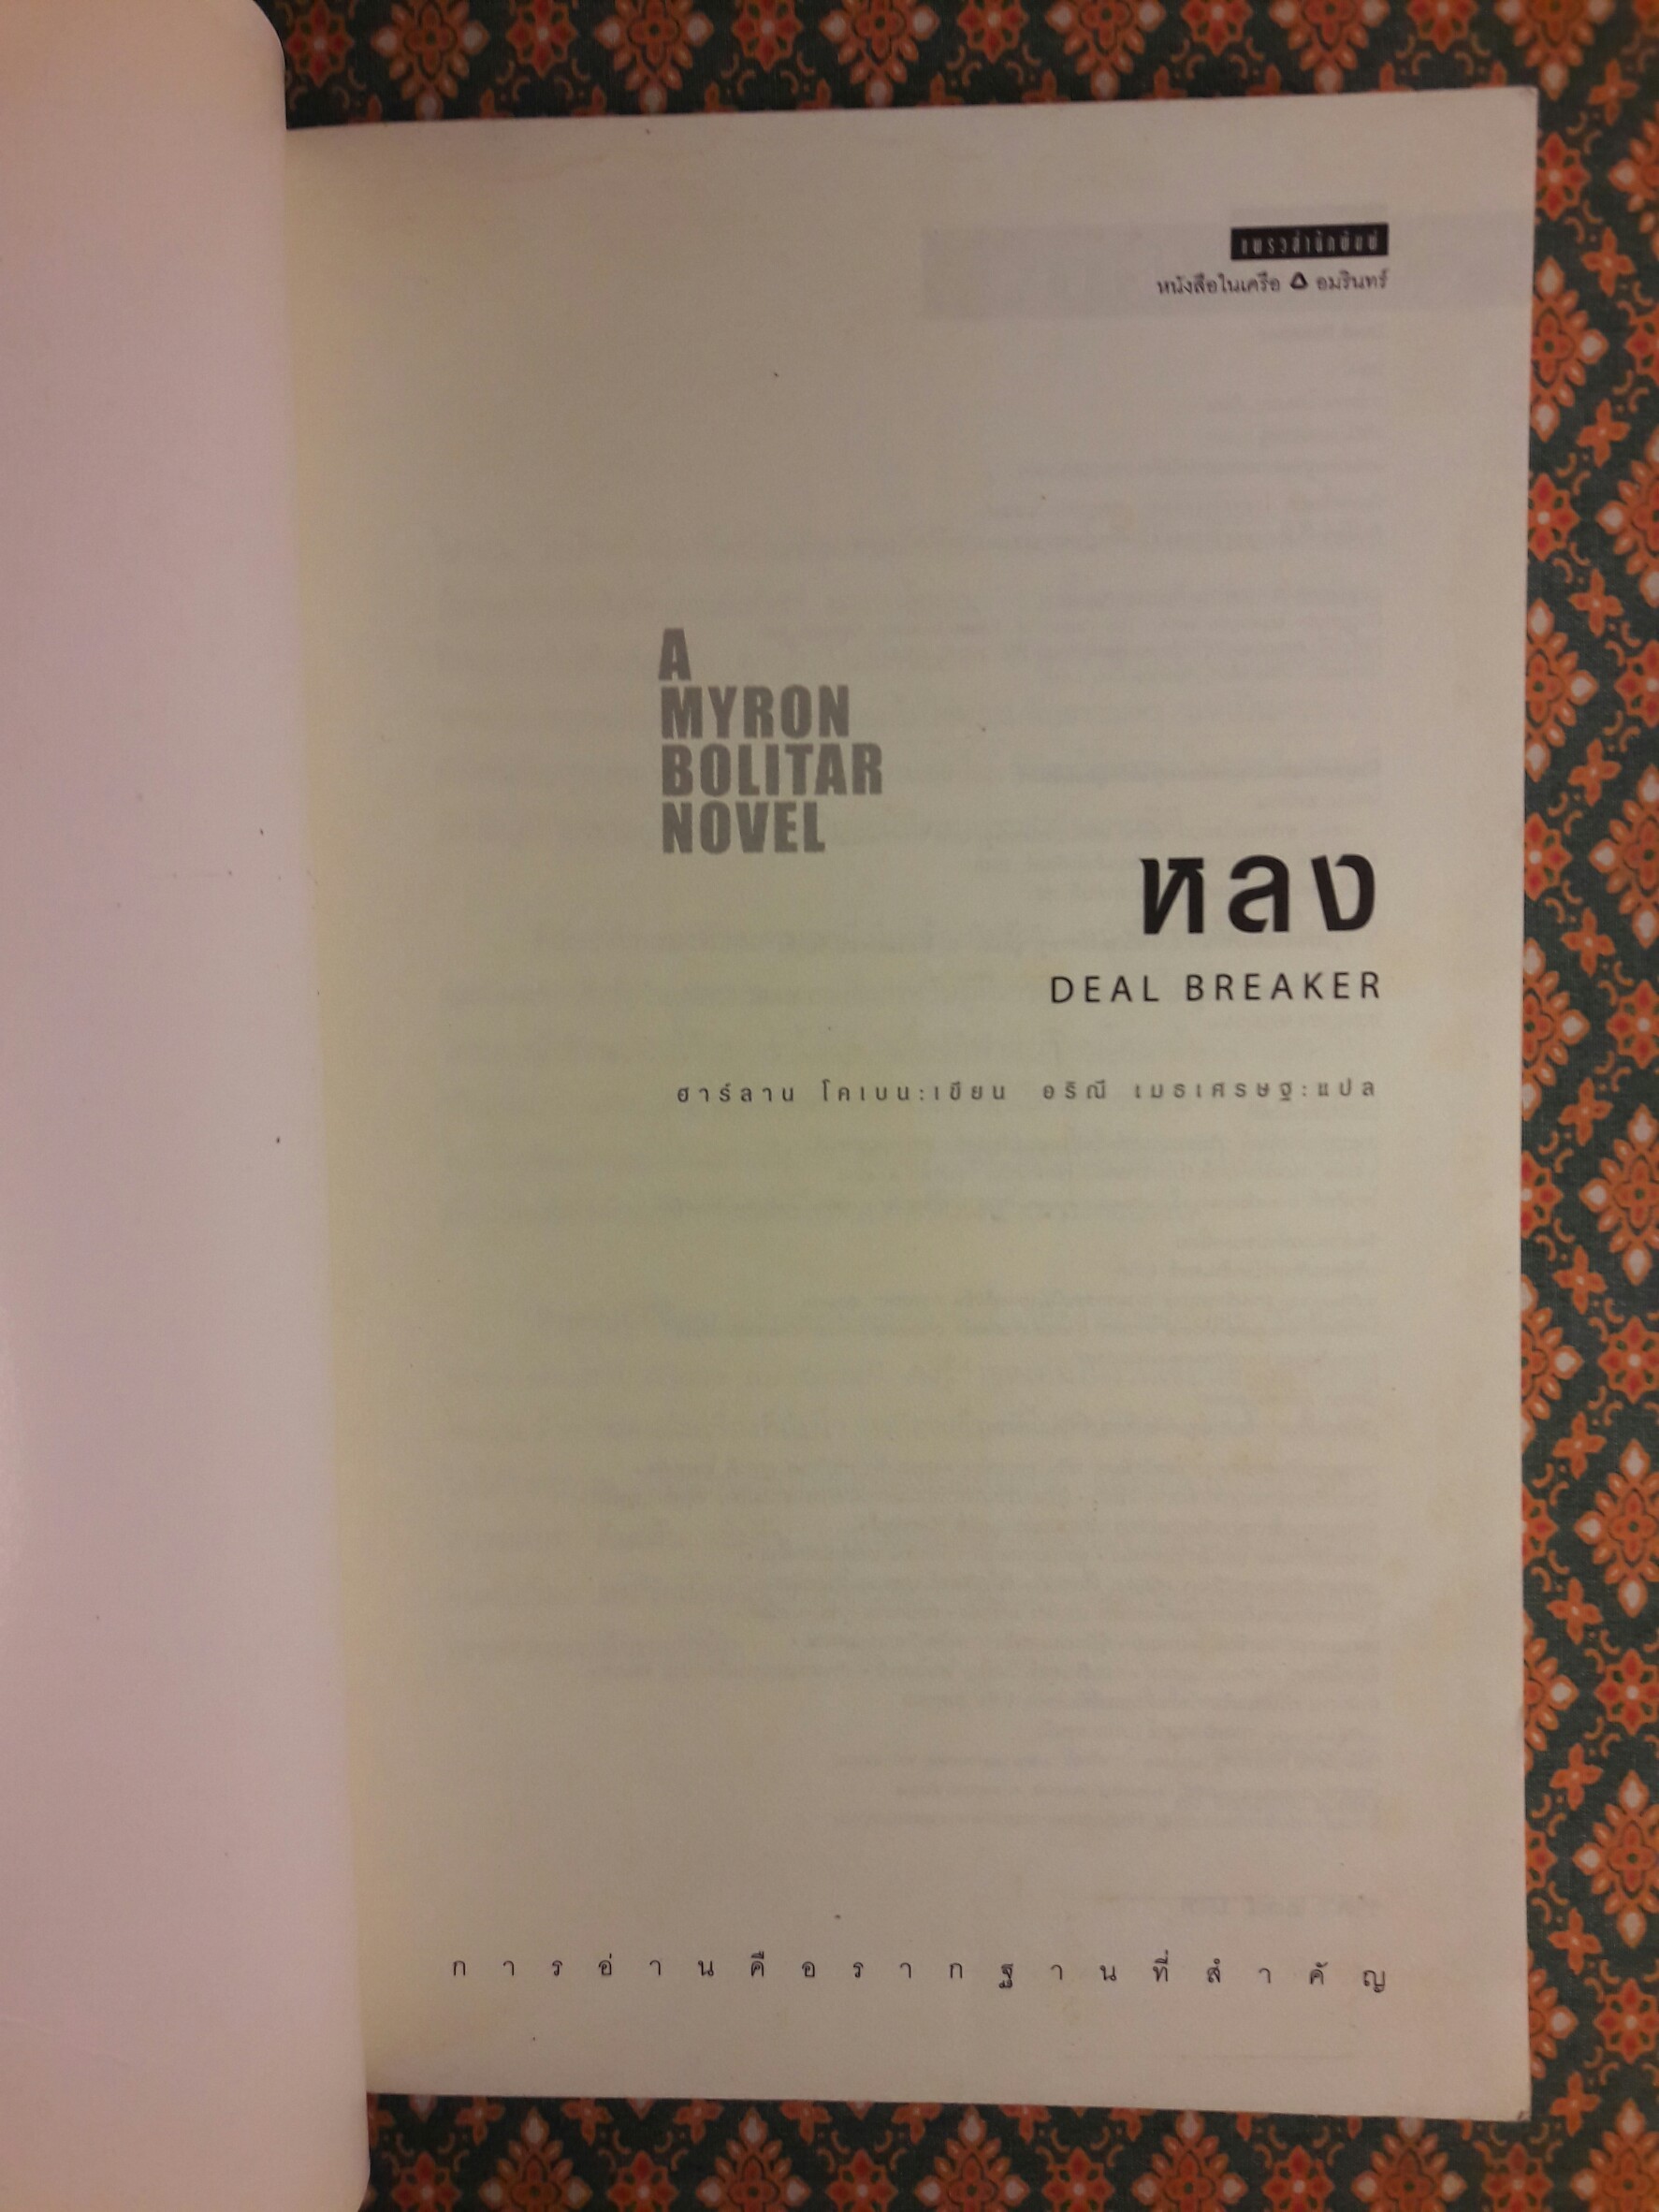 แพรวสำนักพิมพ์
หนังสือในเครือ อมรินทร์
A
MYRON
BOLITAR
NOVEL
หลง
DEAL BREAKER
ฮาร์ลาน โคเบน:เขียน อริณี เมธเศรษฐ:แปล
การอ่านคือรากฐานที่สำคัญ